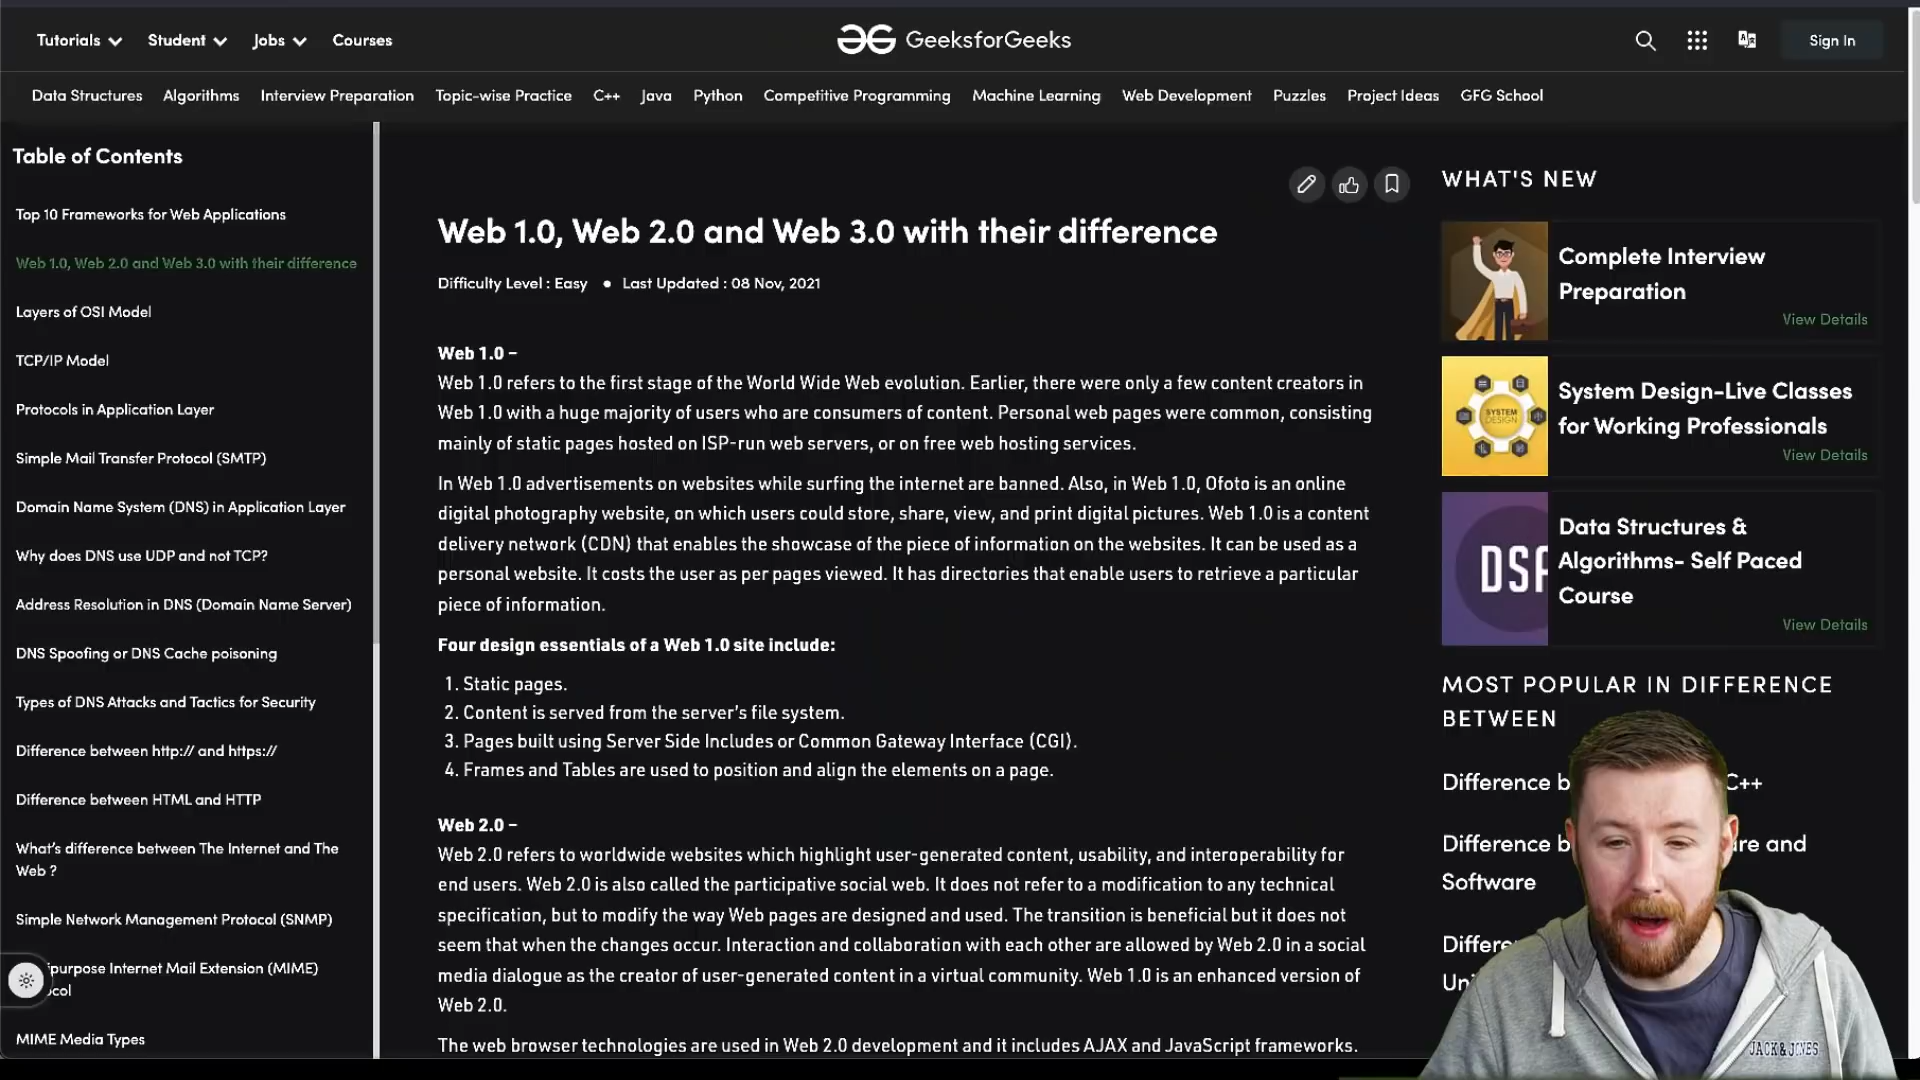 Tutorials
Student
Jobs
Courses
GeeksforGeeks
Sign In
Data Structures
Algorithms
Interview Preparation
Topic-wise Practice
C++
Java
Python
Competitive Programming
Machine Learning
Web Development
Puzzles
Project Ideas
GFG School
Table of Contents
Top 10 Frameworks for Web Applications
Web 1.0, Web 2.0 and Web 3.0 with their difference
Layers of OSI Model
TCP/IP Model
Protocols in Application Layer
Simple Mail Transfer Protocol (SMTP)
Domain Name System (DNS) in Application Layer
Why does DNS use UDP and not TCP?
Address Resolution in DNS (Domain Name Server)
DNS Spoofing or DNS Cache poisoning
Types of DNS Attacks and Tactics for Security
Difference between http:// and https://
Difference between HTML and HTTP
What's difference between The Internet and The
Web ?
Simple Network Management Protocol (SNMP)
purpose Internet Mail Extension (MIME)
col
MIME Media Types
Web 1.0, Web 2.0 and Web 3.0 with their difference
Difficulty Level : Easy ● Last Updated : 08 Nov, 2021
Web 1.0 –
Web 1.0 refers to the first stage of the World Wide Web evolution. Earlier, there were only a few content creators in
Web 1.0 with a huge majority of users who are consumers of content. Personal web pages were common, consisting
mainly of static pages hosted on ISP-run web servers, or on free web hosting services.
In Web 1.0 advertisements on websites while surfing the internet are banned. Also, in Web 1.0, Ofoto is an online
digital photography website, on which users could store, share, view, and print digital pictures. Web 1.0 is a content
delivery network (CDN) that enables the showcase of the piece of information on the websites. It can be used as a
personal website. It costs the user as per pages viewed. It has directories that enable users to retrieve a particular
piece of information.
Four design essentials of a Web 1.0 site include:
1. Static pages.
2. Content is served from the server's file system.
3. Pages built using Server Side Includes or Common Gateway Interface (CGI).
4. Frames and Tables are used to position and align the elements on a page.
Web 2.0 –
Web 2.0 refers to worldwide websites which highlight user-generated content, usability, and interoperability for
end users. Web 2.0 is also called the participative social web. It does not refer to a modification to any technical
specification, but to modify the way Web pages are designed and used. The transition is beneficial but it does not
seem that when the changes occur. Interaction and collaboration with each other are allowed by Web 2.0 in a social
media dialogue as the creator of user-generated content in a virtual community. Web 1.0 is an enhanced version of
Web 2.0.
The web browser technologies are used in Web 2.0 development and it includes AJAX and JavaScript frameworks.
WHAT'S NEW
Complete Interview
Preparation
View Details
SYSTEM
DESIGN
System Design-Live Classes
for Working Professionals
View Details
DSA
Data Structures &
Algorithms- Self Paced
Course
View Details
MOST POPULAR IN DIFFERENCE
BETWEEN
Difference b C++
Difference b re and
Software
Differe
Un
JACK & JONES